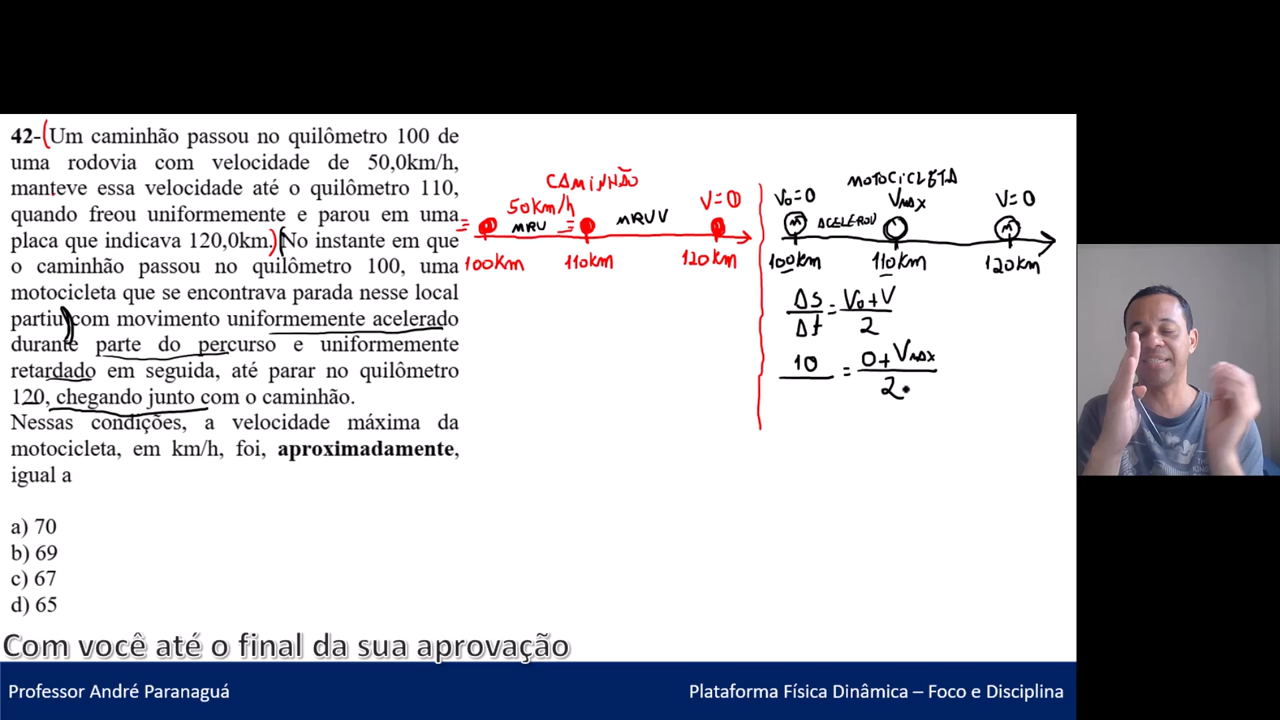 42-(Um caminhão passou no quilômetro 100 de
uma rodovia com velocidade de 50,0km/h,
manteve essa velocidade até o quilômetro 110,
quando freou uniformemente e parou em uma
placa que indicava 120,0km.) (No instante em que
o caminhão passou no quilômetro 100, uma
motocicleta que se encontrava parada nesse local
partiu) com movimento uniformemente acelerado
durante parte do percurso e uniformemente
retardado em seguida, até parar no quilômetro
120, chegando junto com o caminhão.
Nessas condições, a velocidade máxima da
motocicleta, em km/h, foi, aproximadamente,
igual a
a) 70
b) 69
c) 67
d) 65
CAMINHÃO
50km/h
V=0
MRU
MRUV
100km 110km 120km
MOTOCICLETA
V₀=0 VMAX V=0
M ACELEROU M
100km 110km 120km
ΔS/Δt = V₀+V/2
10/ = 0+VMAX/2
Com você até o final da sua aprovação
Professor André Paranaguá
Plataforma Física Dinâmica – Foco e Disciplina